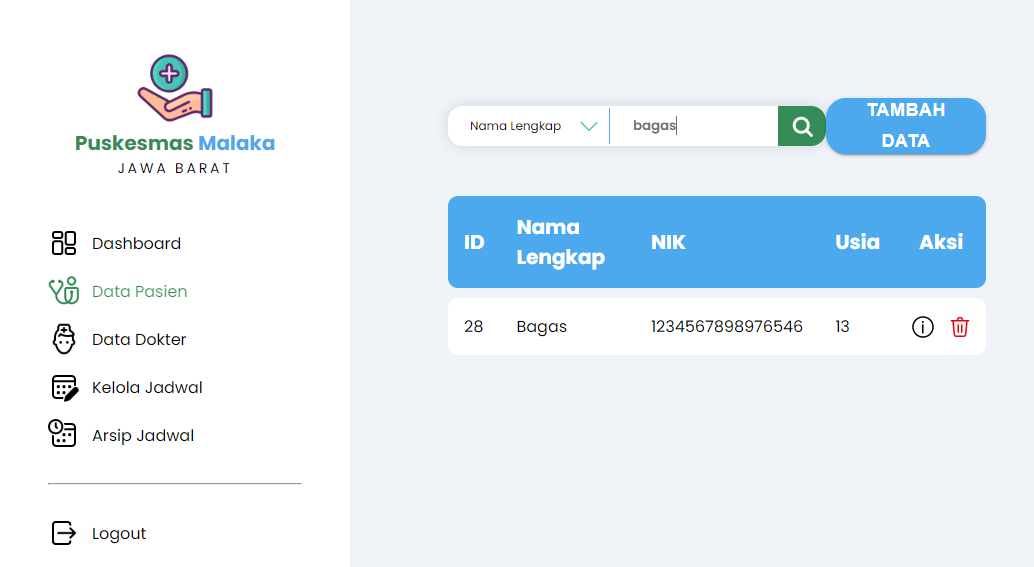 Puskesmas Malaka
JAWA BARAT
Dashboard
Data Pasien
Data Dokter
Kelola Jadwal
Arsip Jadwal
Logout
Nama Lengkap
bagas
TAMBAH
DATA
ID
Nama
Lengkap
NIK
Usia
Aksi
28
Bagas
1234567898976546
13